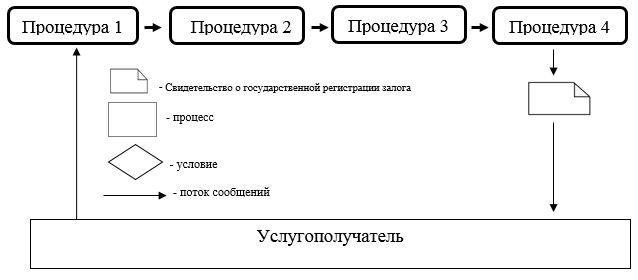 Процедура 1 Процедура 2 Процедура 3 Процедура 4
- Свидетельство о государственной регистрации залога
- процесс
- условие
- поток сообщений
Услугополучатель